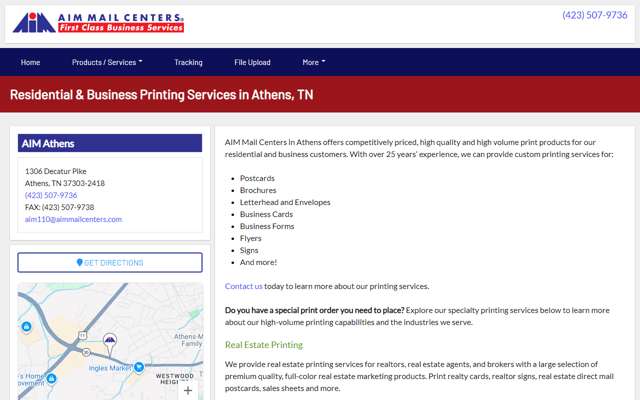 AIM MAIL CENTERS
First Class Business Services
(423) 507-9736
Home Products / Services Tracking File Upload More
Residential & Business Printing Services in Athens, TN
AIM Athens
1306 Decatur Pike
Athens, TN 37303-2418
(423) 507-9736
FAX: (423) 507-9738
aim110@aimmailcenters.com
GET DIRECTIONS
Athens M
Family
Ingles Market
's Home
ovement
WESTWOOD
HEIGH
AIM Mail Centers in Athens offers competitively priced, high quality and high volume print products for our
residential and business customers. With over 25 years' experience, we can provide custom printing services for:
Postcards
Brochures
Letterhead and Envelopes
Business Cards
Business Forms
Flyers
Signs
And more!
Contact us today to learn more about our printing services.
Do you have a special print order you need to place? Explore our specialty printing services below to learn more
about our high-volume printing capabilities and the industries we serve.
Real Estate Printing
We provide real estate printing services for realtors, real estate agents, and brokers with a large selection of
premium quality, full-color real estate marketing products. Print realty cards, realtor signs, real estate direct mail
postcards, sales sheets and more.